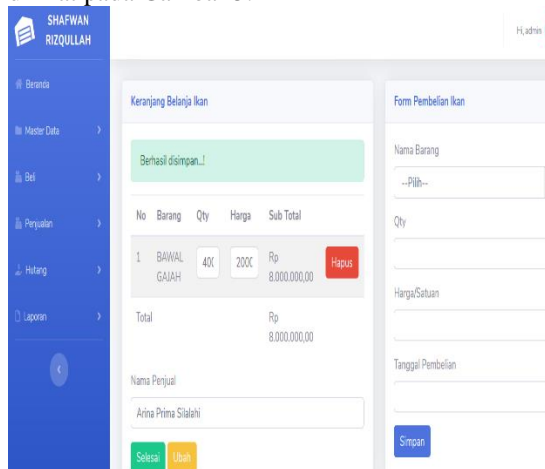 SHAFWAN
RIZQULLAH
Hi, admin
Beranda
Master Data
Beli
Penjualan
Hutang
Laporan
Keranjang Belanja Ikan
Berhasil disimpan..!
No Barang Qty Harga Sub Total
1 BAWAL GAJAH 400 2000 Rp 8.000.000,00 Hapus
Total Rp 8.000.000,00
Nama Penjual
Arina Prima Silalahi
Selesai Ubah
Form Pembelian Ikan
Nama Barang
--Pilih--
Qty
Harga/Satuan
Tanggal Pembelian
Simpan